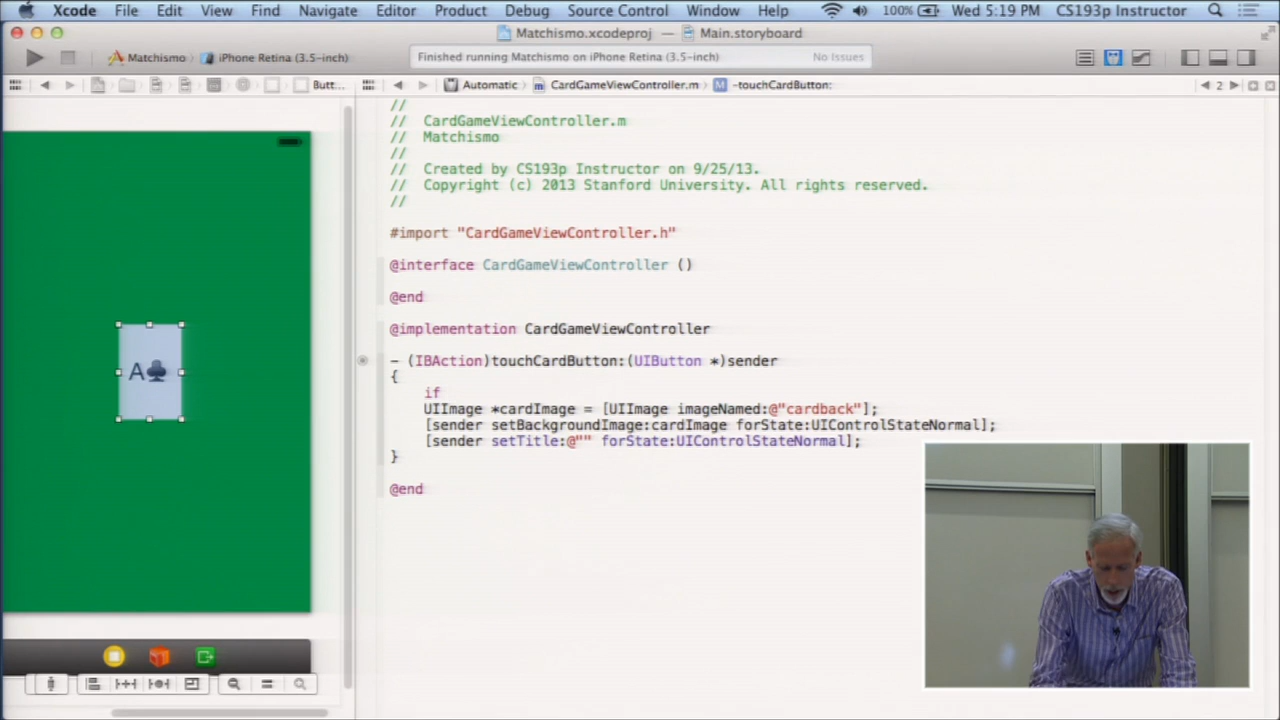 Xcode File Edit View Find Navigate Editor Product Debug Source Control Window Help 100% Wed 5:19 PM CS193p Instructor
Matchismo.xcodeproj — Main.storyboard
Matchismo › iPhone Retina (3.5-inch) Finished running Matchismo on iPhone Retina (3.5-inch) No Issues
Butt... Automatic › CardGameViewController.m › -touchCardButton: 2
//
// CardGameViewController.m
// Matchismo
//
// Created by CS193p Instructor on 9/25/13.
// Copyright (c) 2013 Stanford University. All rights reserved.
//
#import "CardGameViewController.h"
@interface CardGameViewController ()
@end
@implementation CardGameViewController
- (IBAction)touchCardButton:(UIButton *)sender
{
if
UIImage *cardImage = [UIImage imageNamed:@"cardback"];
[sender setBackgroundImage:cardImage forState:UIControlStateNormal];
[sender setTitle:@"" forState:UIControlStateNormal];
}
@end
A♣